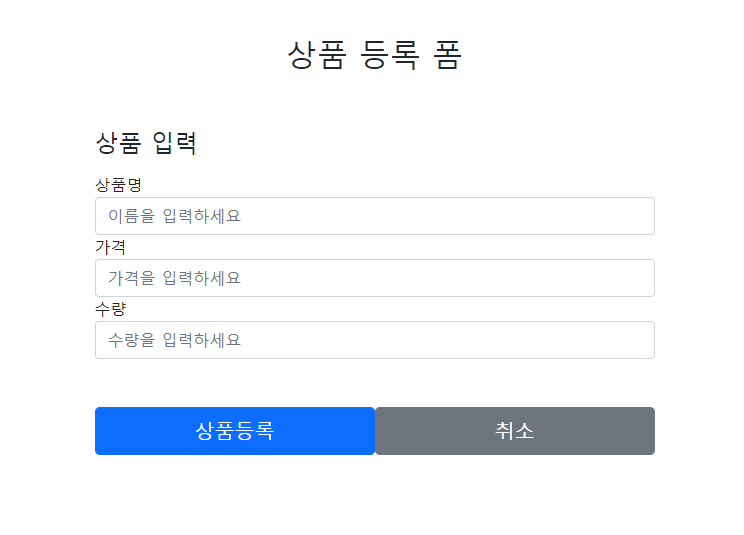 상품 등록 폼
상품 입력
상품명
이름을 입력하세요
가격
가격을 입력하세요
수량
수량을 입력하세요
상품등록 취소